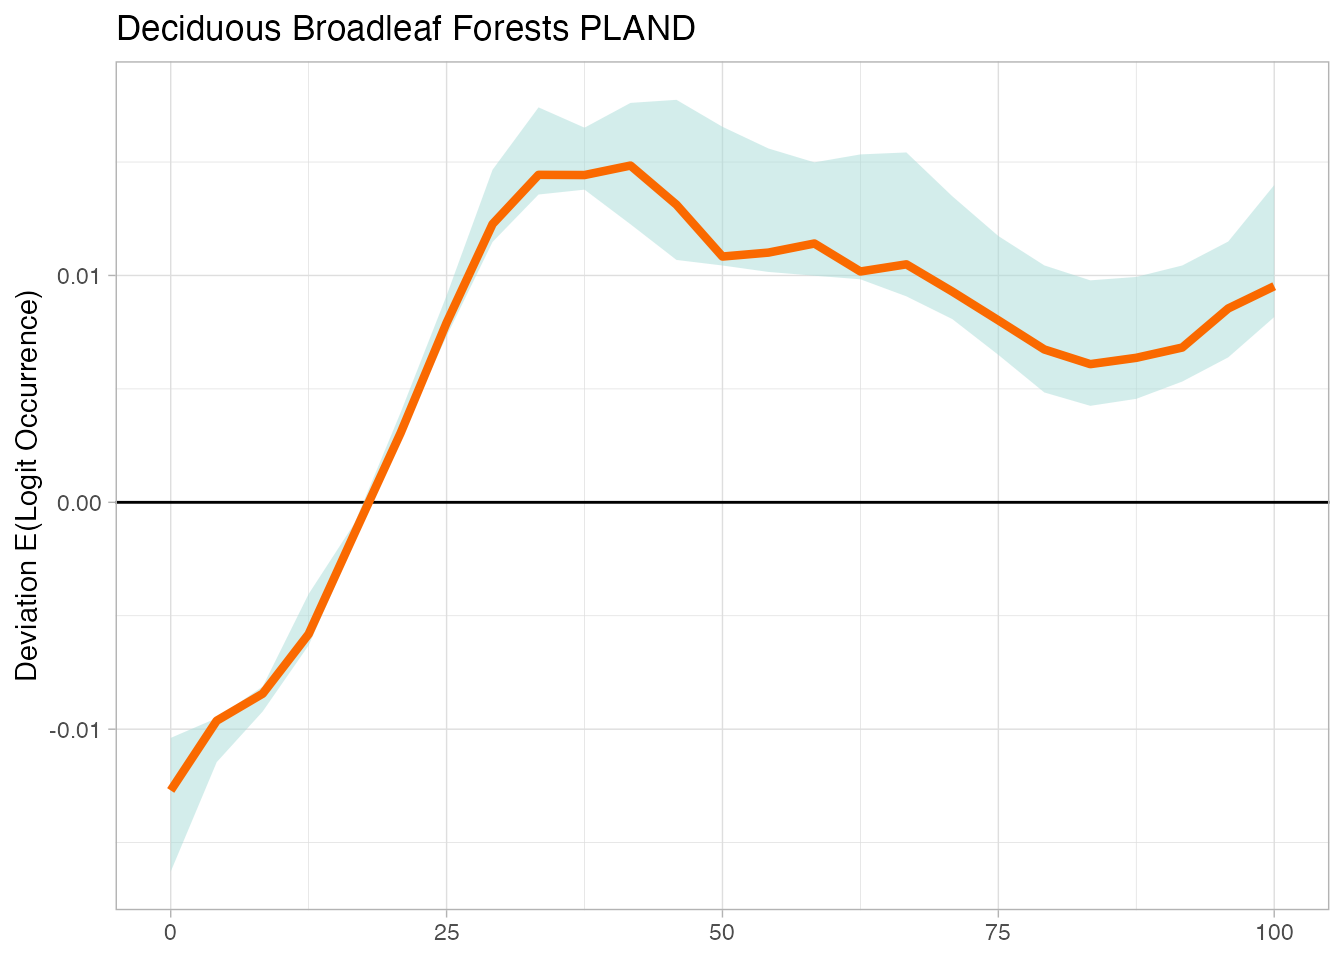 Deciduous Broadleaf Forests PLAND
Deviation E(Logit Occurrence)
0.01
0.00
-0.01
0 25 50 75 100